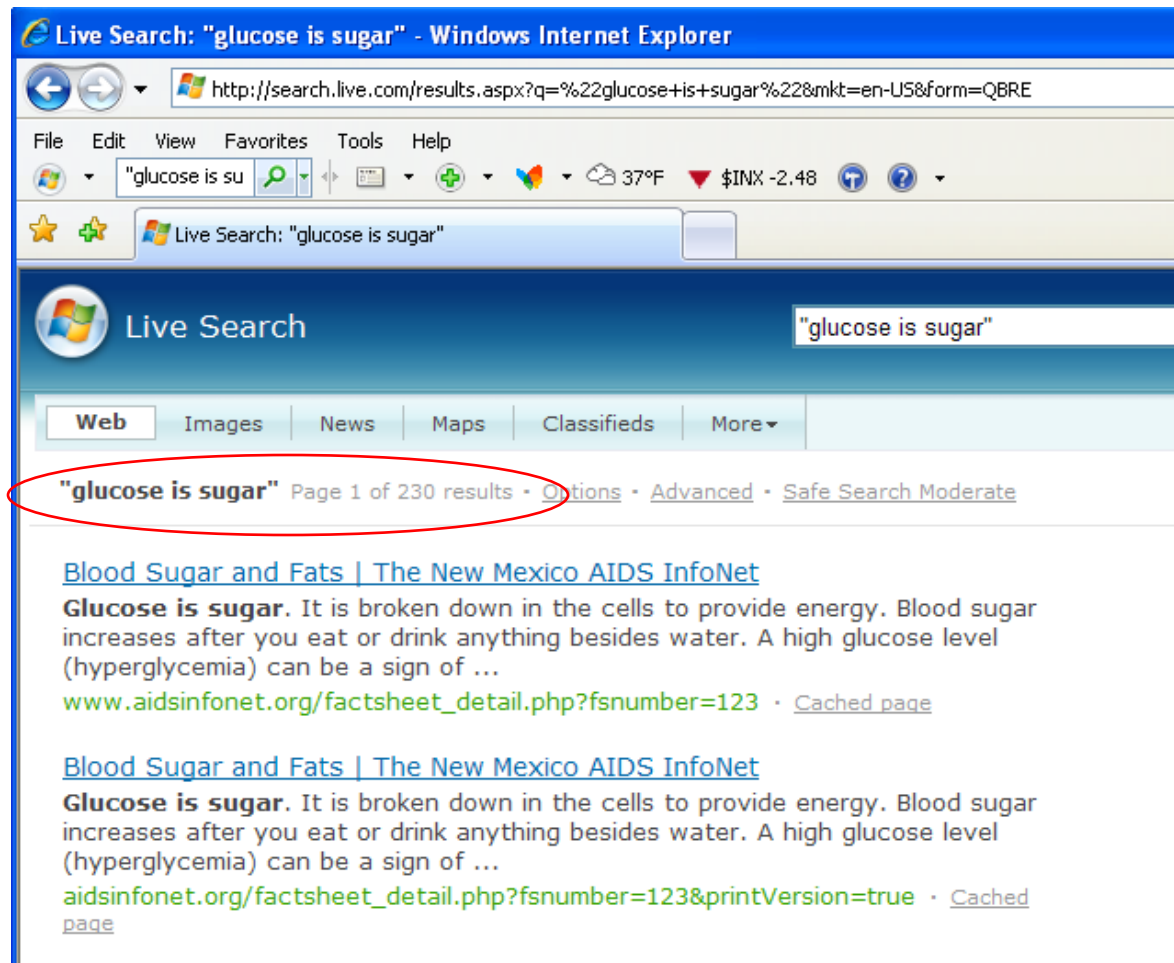 Live Search: "glucose is sugar" - Windows Internet Explorer
http://search.live.com/results.aspx?q=%22glucose+is+sugar%22&mkt=en-US&form=QBRE
File Edit View Favorites Tools Help
"glucose is su 37°F $INX -2.48
Live Search: "glucose is sugar"
Live Search "glucose is sugar"
Web Images News Maps Classifieds More
"glucose is sugar" Page 1 of 230 results · Options · Advanced · Safe Search Moderate
Blood Sugar and Fats | The New Mexico AIDS InfoNet
Glucose is sugar. It is broken down in the cells to provide energy. Blood sugar
increases after you eat or drink anything besides water. A high glucose level
(hyperglycemia) can be a sign of ...
www.aidsinfonet.org/factsheet_detail.php?fsnumber=123 · Cached page
Blood Sugar and Fats | The New Mexico AIDS InfoNet
Glucose is sugar. It is broken down in the cells to provide energy. Blood sugar
increases after you eat or drink anything besides water. A high glucose level
(hyperglycemia) can be a sign of ...
aidsinfonet.org/factsheet_detail.php?fsnumber=123&printVersion=true · Cached
page